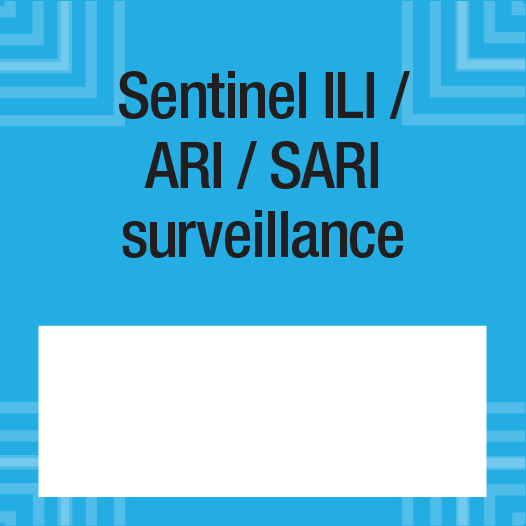 Sentinel ILI /
ARI / SARI
surveillance